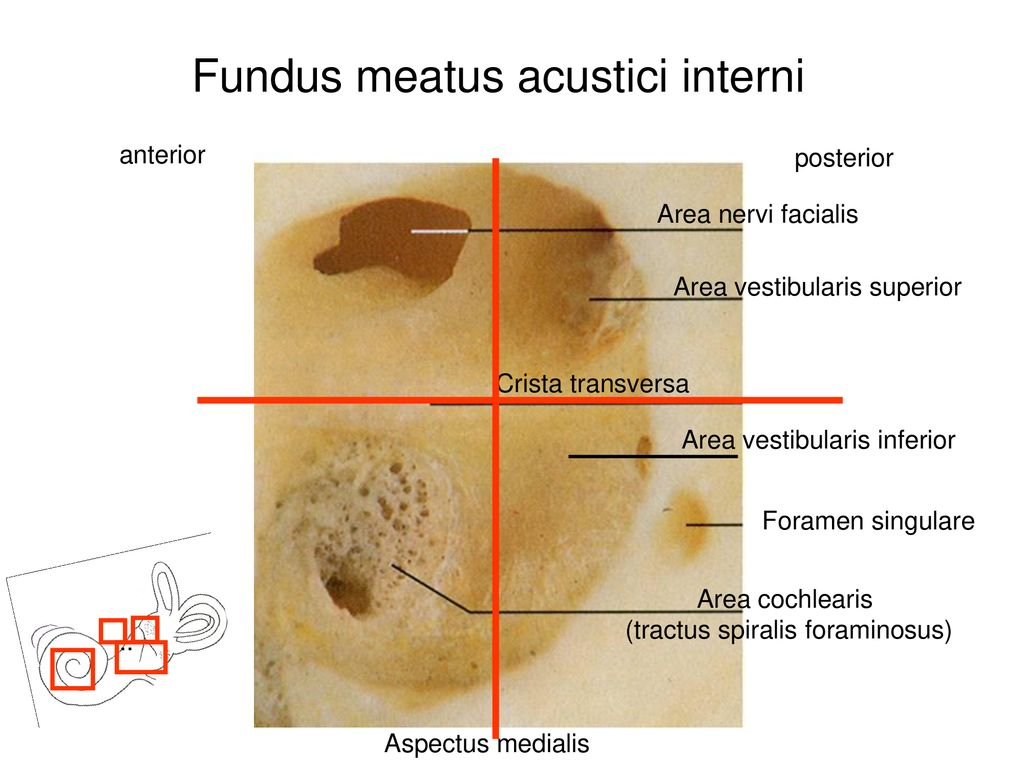 Fundus meatus acustici interni
anterior
posterior
Area nervi facialis
Area vestibularis superior
Crista transversa
Area vestibularis inferior
Foramen singulare
Area cochlearis
(tractus spiralis foraminosus)
Aspectus medialis